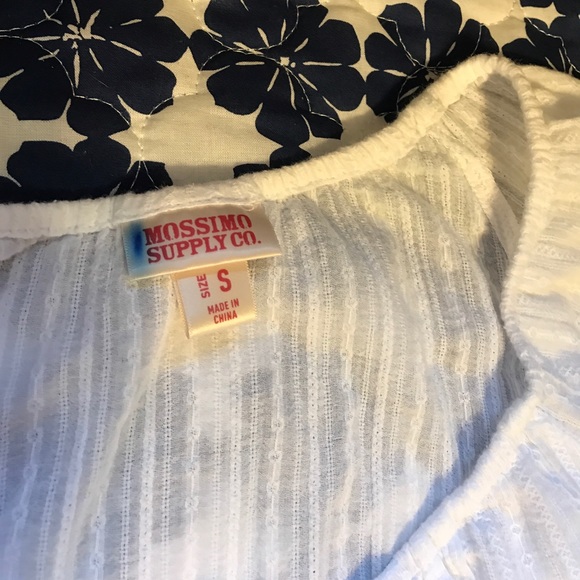 MOSSIMO
SUPPLY CO.
SIZE
S
MADE IN
CHINA